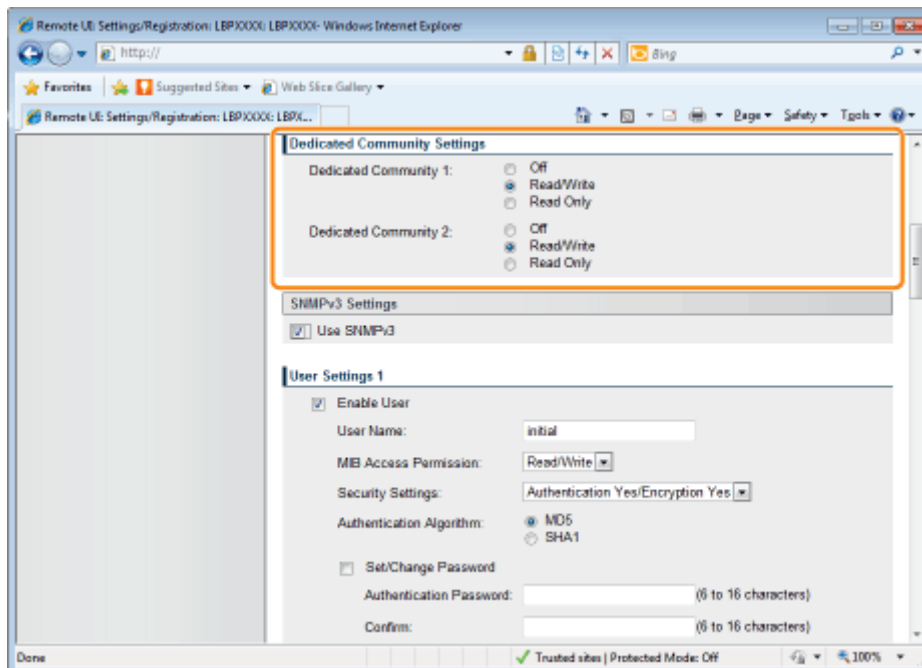 Remote UI: Settings/Registration: LBPXXXX: LBPXXXX- Windows Internet Explorer
http://
Bing
Favorites
Suggested Sites
Web Slice Gallery
Remote UI: Settings/Registration: LBPXXXX: LBPX...
Page Safety Tools
Dedicated Community Settings
Dedicated Community 1:
Off
Read/Write
Read Only
Dedicated Community 2:
Off
Read/Write
Read Only
SNMPv3 Settings
Use SNMPv3
User Settings 1
Enable User
User Name: initial
MIB Access Permission: Read/Write
Security Settings: Authentication Yes/Encryption Yes
Authentication Algorithm: MD5
SHA1
Set/Change Password
Authentication Password: (6 to 16 characters)
Confirm: (6 to 16 characters)
Done
Trusted sites | Protected Mode: Off
100%